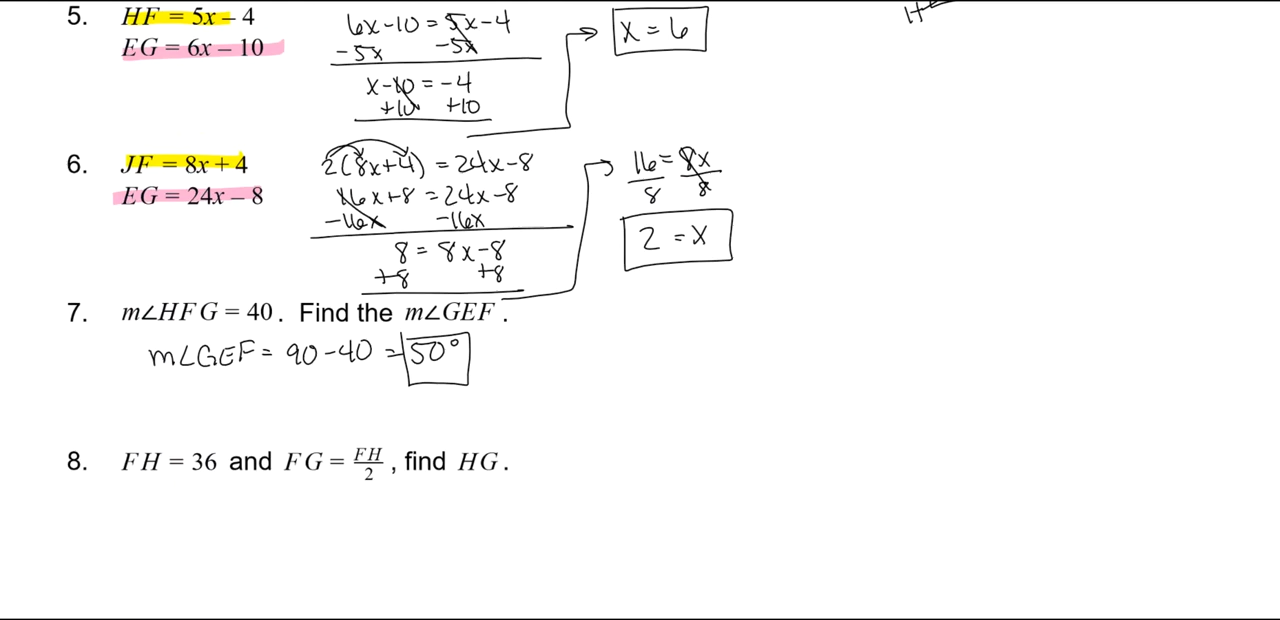 5. HF = 5x – 4
EG = 6x – 10
6x-10 = 5x-4
-5x -5x
x-10 = -4
+10 +10
x = 6
6. JF = 8x + 4
EG = 24x – 8
2(8x+4) = 24x-8
16x+8 = 24x-8
-16x -16x
8 = 8x-8
+8 +8
16 = 8x
8 8
2 = x
7. m∠HFG = 40. Find the m∠GEF.
m∠GEF = 90-40 = 50°
8. FH = 36 and FG = FH/2, find HG.